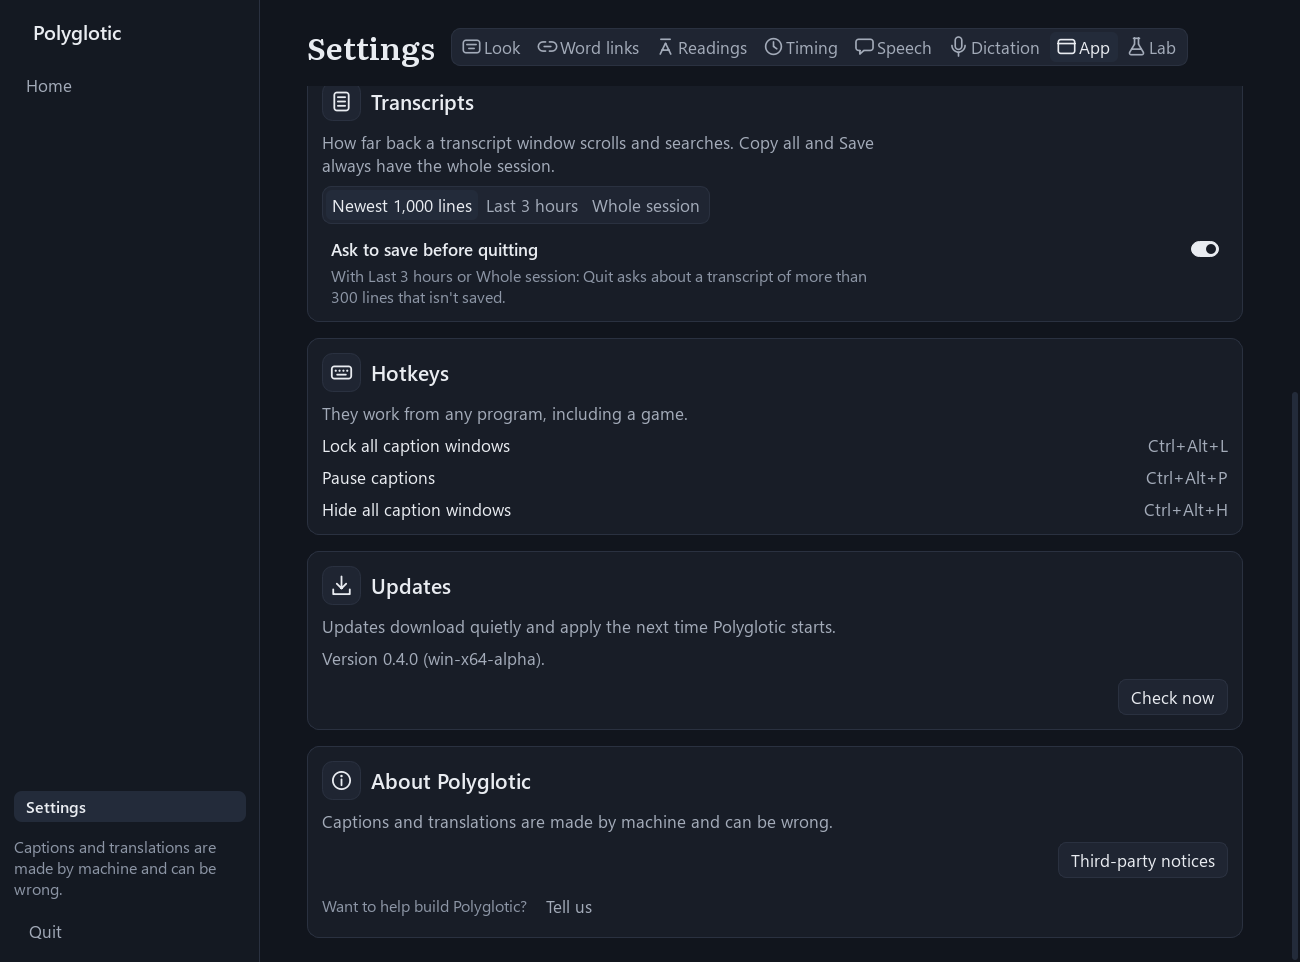 Polyglotic
Home
Settings
Captions and translations are
made by machine and can be
wrong.
Quit
Settings
Look
Word links
Readings
Timing
Speech
Dictation
App
Lab
Transcripts
How far back a transcript window scrolls and searches. Copy all and Save
always have the whole session.
Newest 1,000 lines
Last 3 hours
Whole session
Ask to save before quitting
With Last 3 hours or Whole session: Quit asks about a transcript of more than
300 lines that isn't saved.
Hotkeys
They work from any program, including a game.
Lock all caption windows
Ctrl+Alt+L
Pause captions
Ctrl+Alt+P
Hide all caption windows
Ctrl+Alt+H
Updates
Updates download quietly and apply the next time Polyglotic starts.
Version 0.4.0 (win-x64-alpha).
Check now
About Polyglotic
Captions and translations are made by machine and can be wrong.
Third-party notices
Want to help build Polyglotic?
Tell us